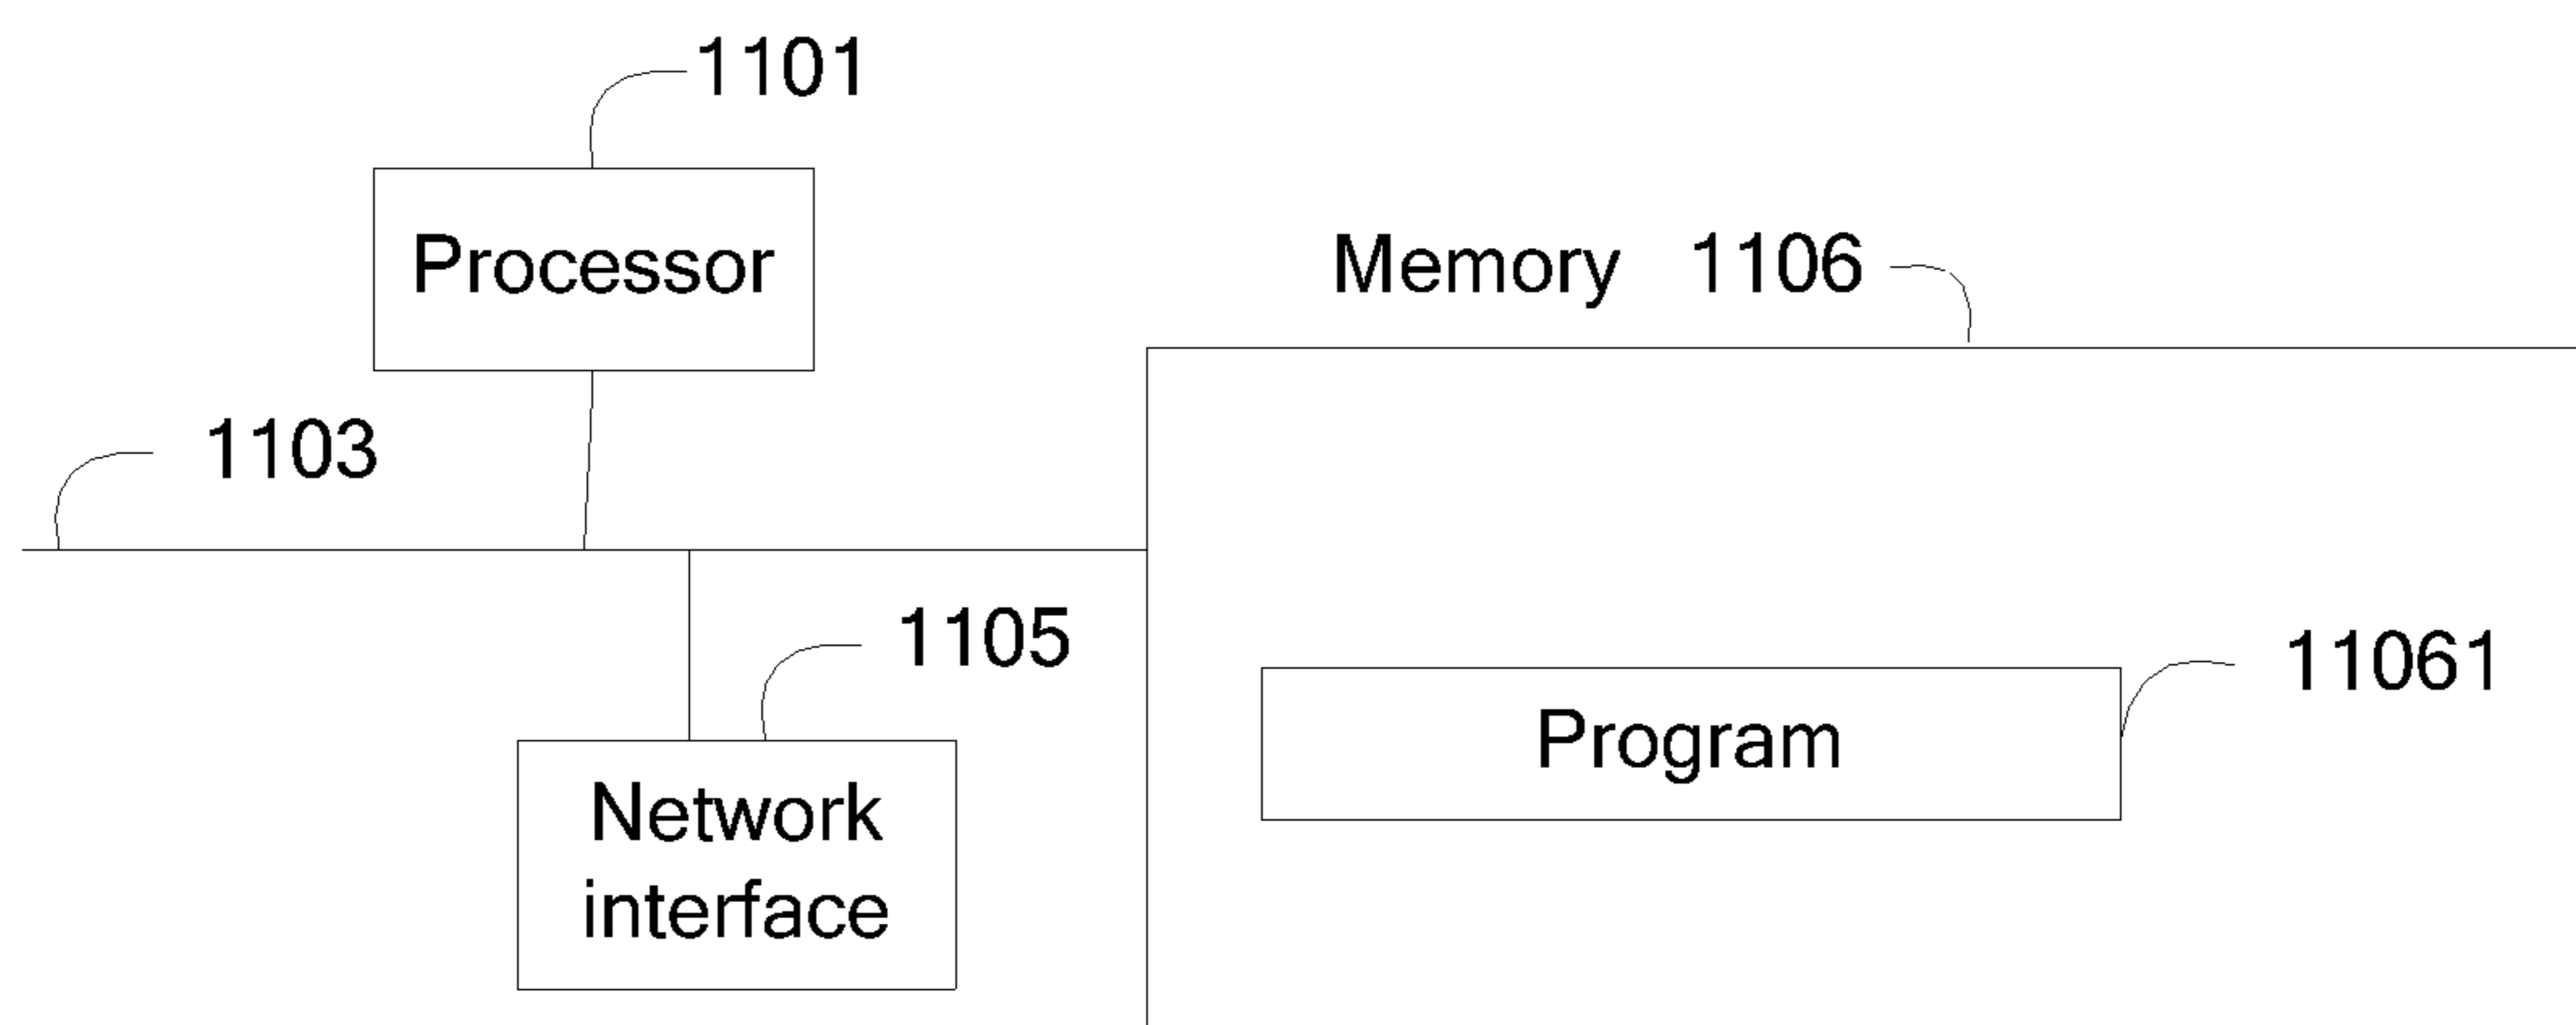 1101
Processor
Memory 1106
1103
1105
11061
Program
Network
interface